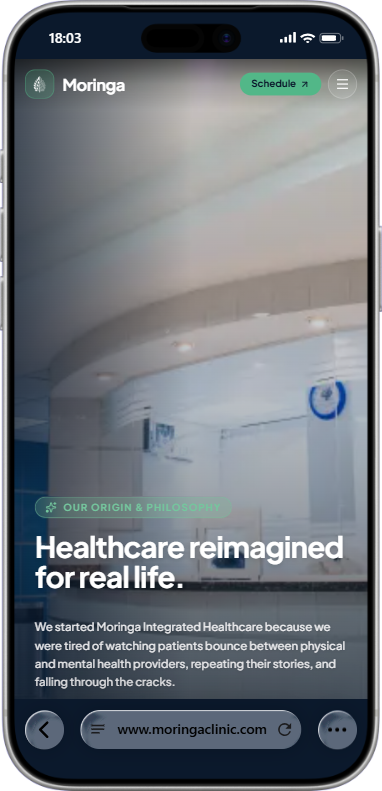 18:03
Moringa
Schedule
OUR ORIGIN & PHILOSOPHY
Healthcare reimagined
for real life.
We started Moringa Integrated Healthcare because we
were tired of watching patients bounce between physical
and mental health providers, repeating their stories, and
falling through the cracks.
www.moringaclinic.com